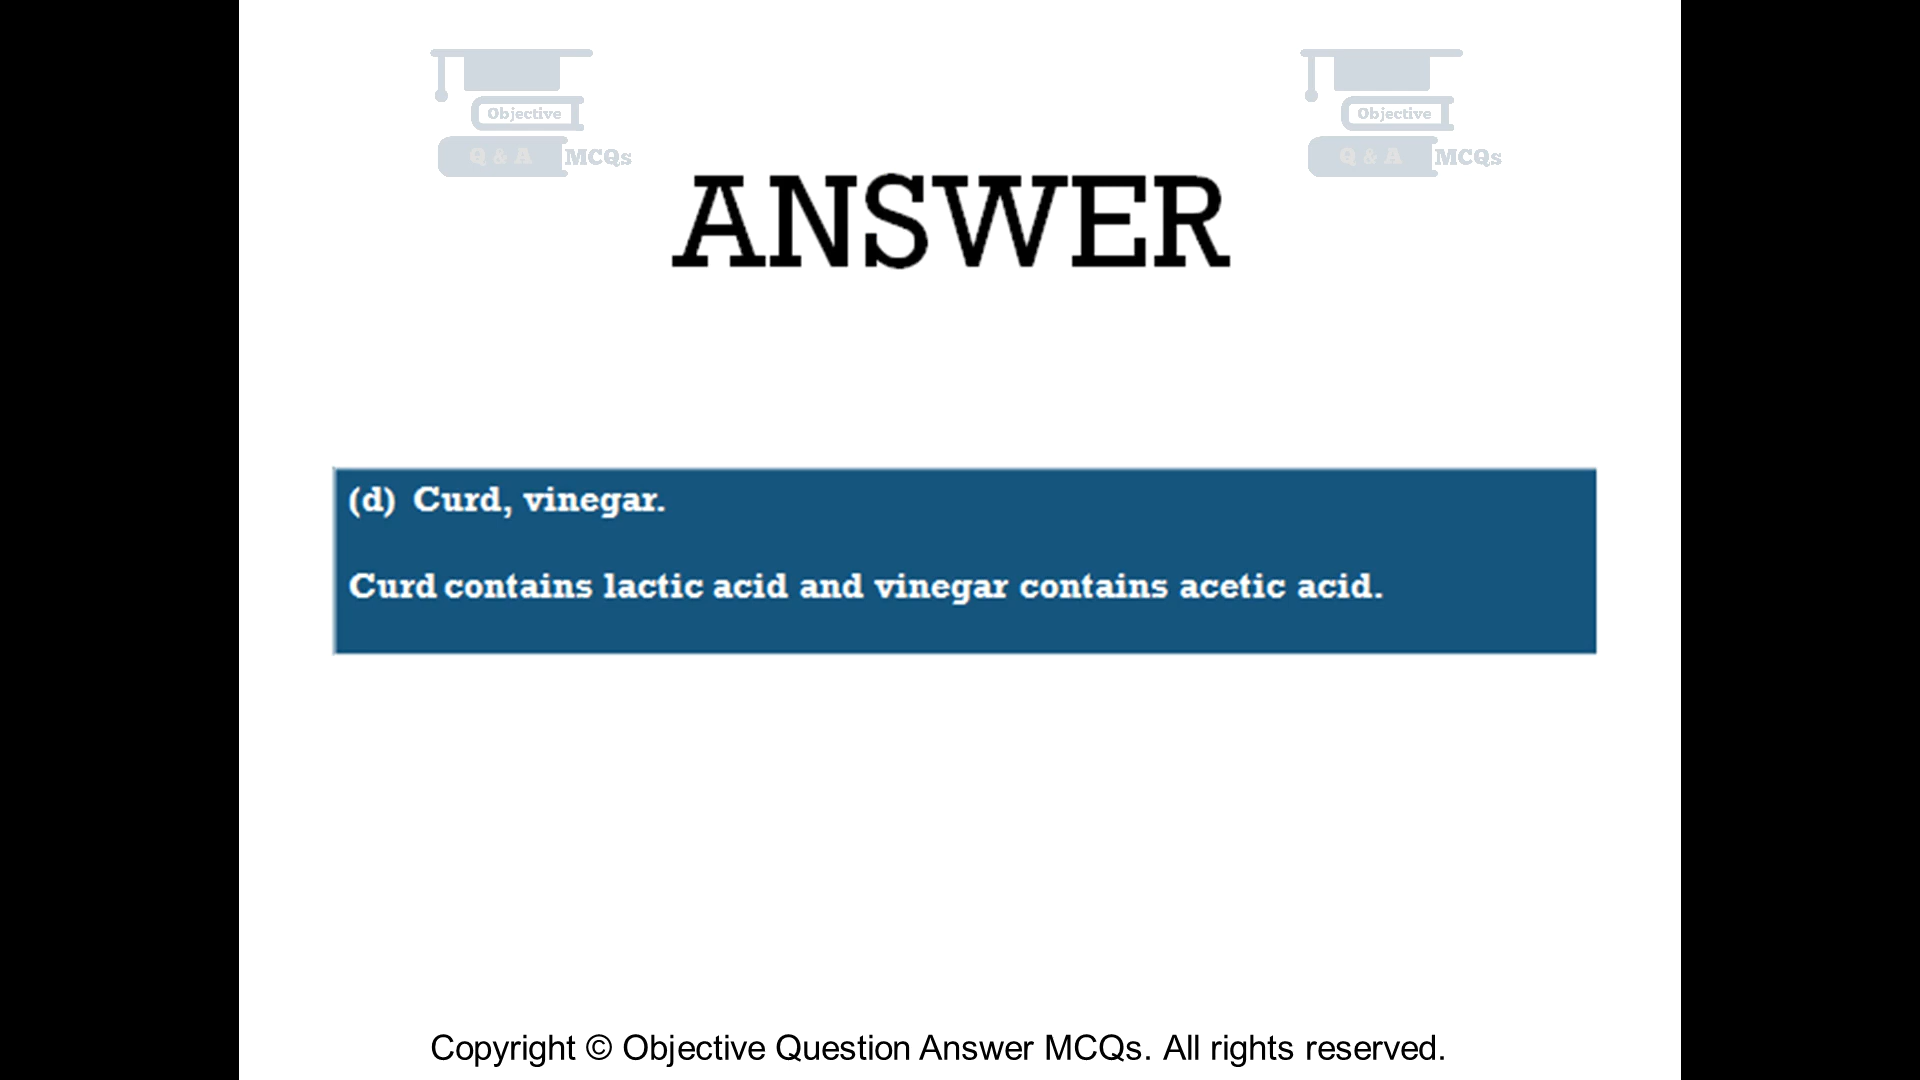 Objective
Q & A MCQs
Objective
Q & A MCQs
ANSWER
(d) Curd, vinegar.
Curd contains lactic acid and vinegar contains acetic acid.
Copyright © Objective Question Answer MCQs. All rights reserved.